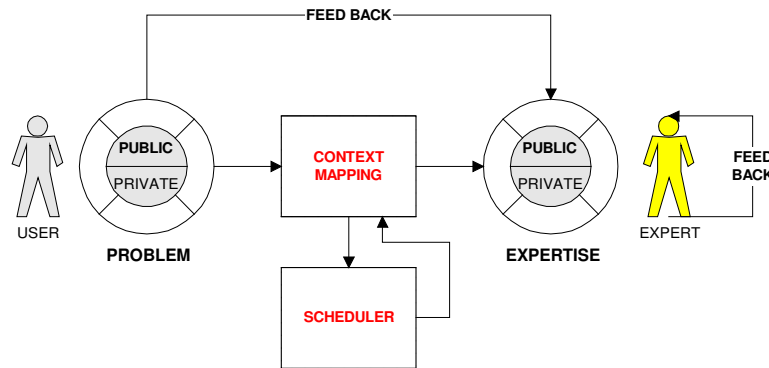 FEED BACK
PUBLIC
PRIVATE
CONTEXT
MAPPING
PUBLIC
PRIVATE
FEED
BACK
USER
EXPERT
PROBLEM
EXPERTISE
SCHEDULER